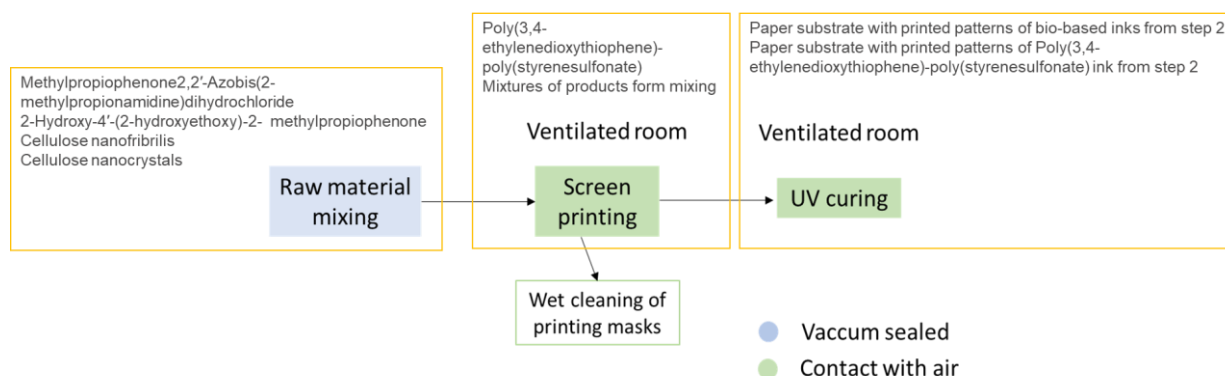 Methylpropiophenone2,2′-Azobis(2-
methylpropionamidine)dihydrochloride
2-Hydroxy-4′-(2-hydroxyethoxy)-2- methylpropiophenone
Cellulose nanofribrilis
Cellulose nanocrystals
Raw material
mixing
Poly(3,4-
ethylenedioxythiophene)-
poly(styrenesulfonate)
Mixtures of products form mixing
Ventilated room
Screen
printing
Wet cleaning of
printing masks
Paper substrate with printed patterns of bio-based inks from step 2
Paper substrate with printed patterns of Poly(3,4-
ethylenedioxythiophene)-poly(styrenesulfonate) ink from step 2
Ventilated room
UV curing
Vaccum sealed
Contact with air